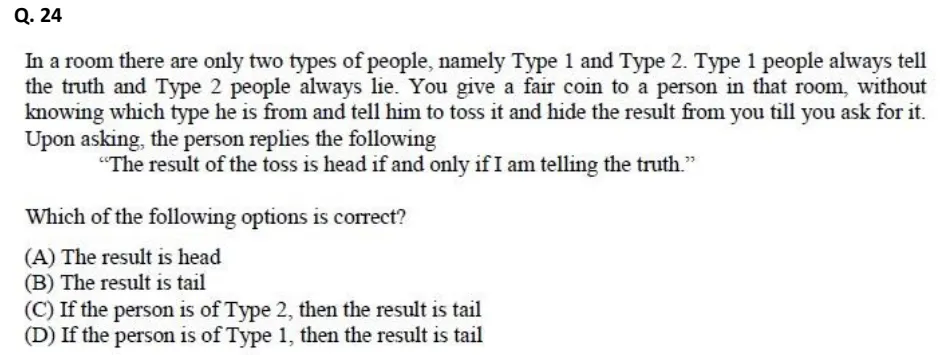 Q. 24
In a room there are only two types of people, namely Type 1 and Type 2. Type 1 people always tell
the truth and Type 2 people always lie. You give a fair coin to a person in that room, without
knowing which type he is from and tell him to toss it and hide the result from you till you ask for it.
Upon asking, the person replies the following
“The result of the toss is head if and only if I am telling the truth.”
Which of the following options is correct?
(A) The result is head
(B) The result is tail
(C) If the person is of Type 2, then the result is tail
(D) If the person is of Type 1, then the result is tail